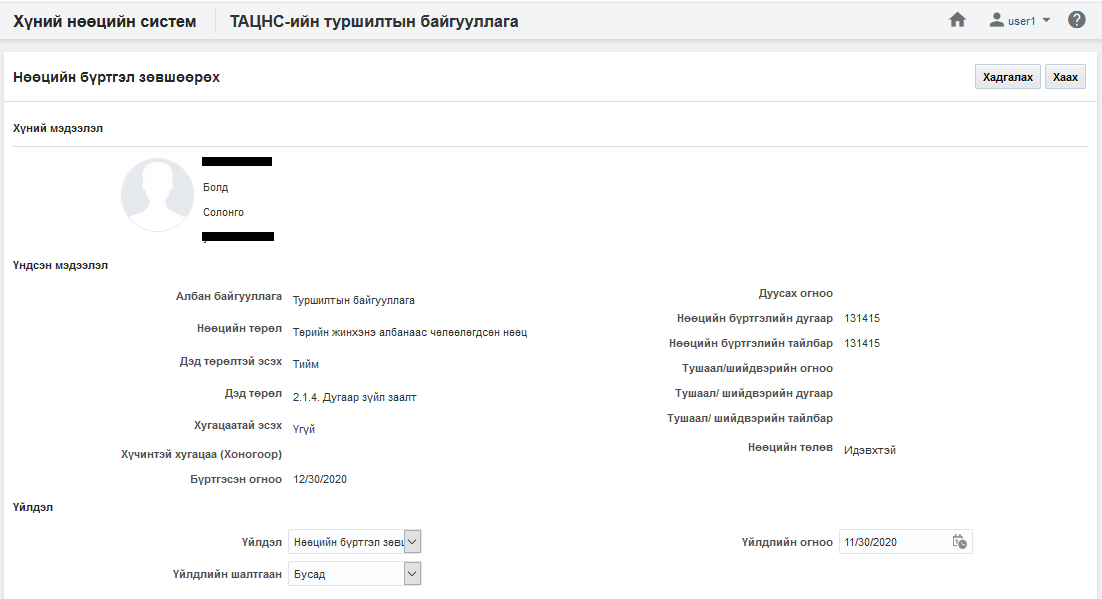 Хүний нөөцийн систем ТАЦНС-ийн туршилтын байгууллага user1
Нөөцийн бүртгэл зөвшөөрөх Хадгалах Хаах
Хүний мэдээлэл
Болд
Солонго
Үндсэн мэдээлэл
Албан байгууллага Туршилтын байгууллага
Нөөцийн төрөл Төрийн жинхэнэ албанаас чөлөөлөгдсөн нөөц
Дэд төрөлтэй эсэх Тийм
Дэд төрөл 2.1.4. Дугаар зүйл заалт
Хугацаатай эсэх Үгүй
Хүчинтэй хугацаа (Хоногоор)
Бүртгэсэн огноо 12/30/2020
Дуусах огноо
Нөөцийн бүртгэлийн дугаар 131415
Нөөцийн бүртгэлийн тайлбар 131415
Тушаал/шийдвэрийн огноо
Тушаал/ шийдвэрийн дугаар
Тушаал/ шийдвэрийн тайлбар
Нөөцийн төлөв Идэвхтэй
Үйлдэл
Үйлдэл Нөөцийн бүртгэл зөвш
Үйлдлийн шалтгаан Бусад
Үйлдлийн огноо 11/30/2020